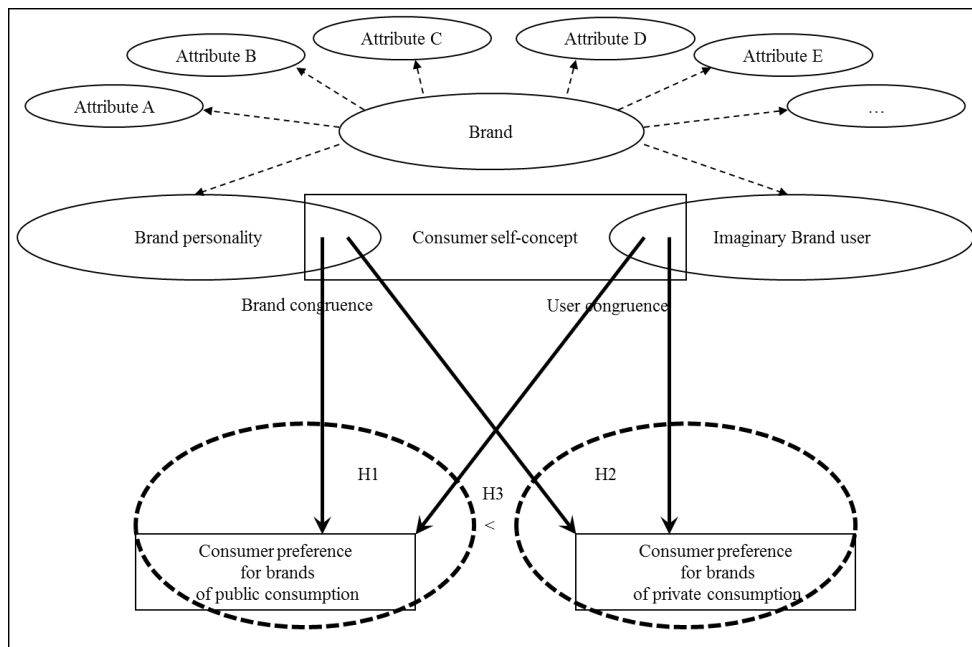 Attribute C
Attribute D
Attribute B
Attribute E
Attribute A
…
Brand
Brand personality
Consumer self-concept
Imaginary Brand user
Brand congruence
User congruence
H1
H3
H2
<
Consumer preference
for brands
of public consumption
Consumer preference
for brands
of private consumption